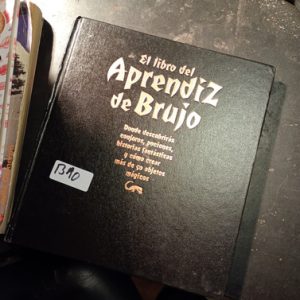 El libro del
Aprendiz
de Brujo
Donde descubrirás
conjuros, pociones,
historias fantásticas
y cómo crear
más de 50 objetos
mágicos